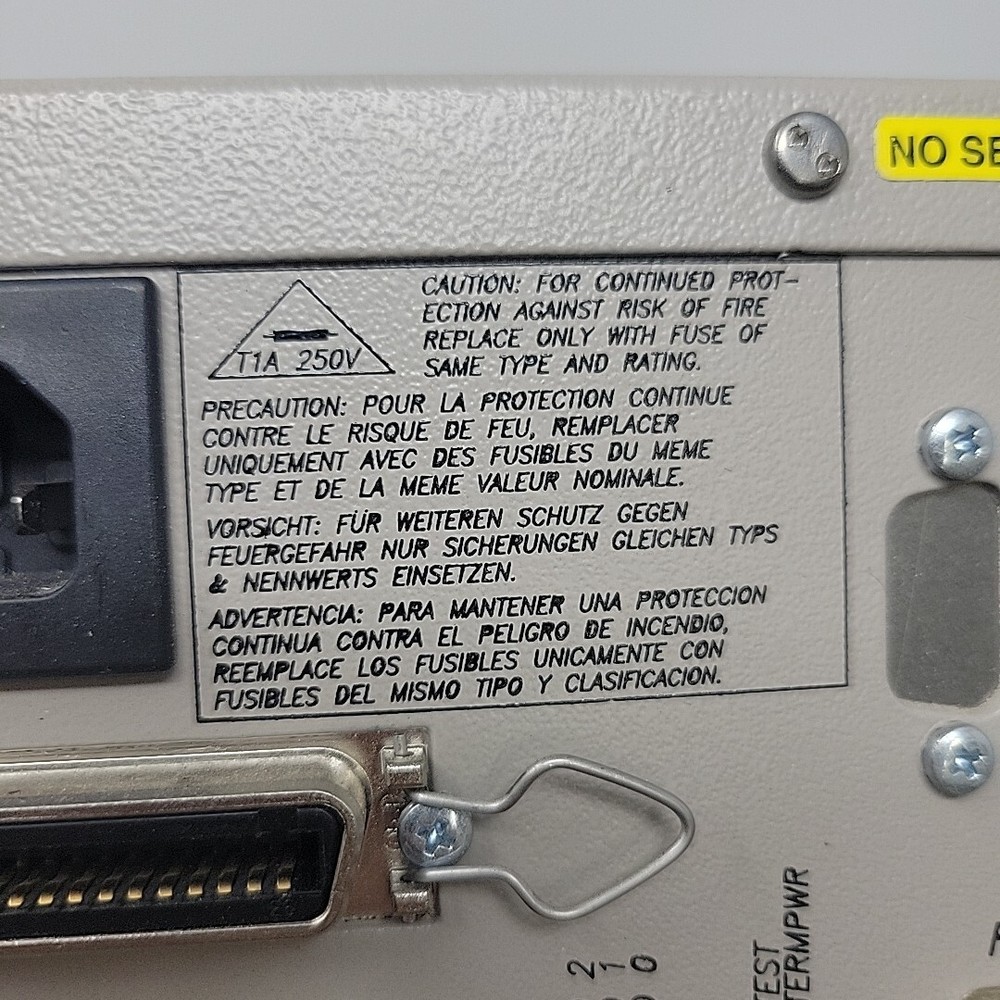 NO SE
CAUTION: FOR CONTINUED PROT-
ECTION AGAINST RISK OF FIRE
REPLACE ONLY WITH FUSE OF
SAME TYPE AND RATING.
T1A 250V
PRECAUTION: POUR LA PROTECTION CONTINUE
CONTRE LE RISQUE DE FEU, REMPLACER
UNIQUEMENT AVEC DES FUSIBLES DU MEME
TYPE ET DE LA MEME VALEUR NOMINALE.
VORSICHT: FÜR WEITEREN SCHUTZ GEGEN
FEUERGEFAHR NUR SICHERUNGEN GLEICHEN TYPS
& NENNWERTS EINSETZEN.
ADVERTENCIA: PARA MANTENER UNA PROTECCION
CONTINUA CONTRA EL PELIGRO DE INCENDIO,
REEMPLACE LOS FUSIBLES UNICAMENTE CON
FUSIBLES DEL MISMO TIPO Y CLASIFICACION.
2
1
0
TEST
TERMPWR